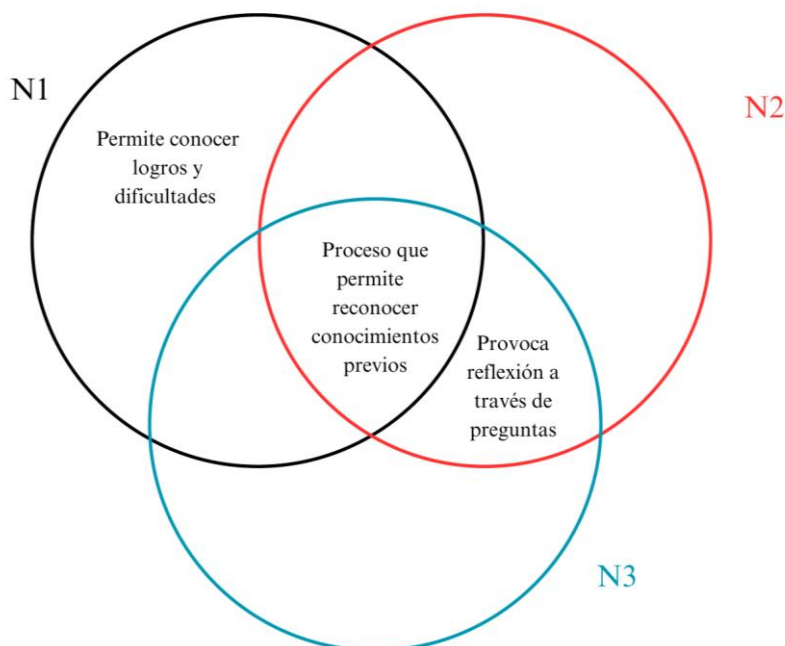 N1
N2
Permite conocer
logros y
dificultades
Proceso que
permite
reconocer
conocimientos
previos
Provoca
reflexión a
través de
preguntas
N3